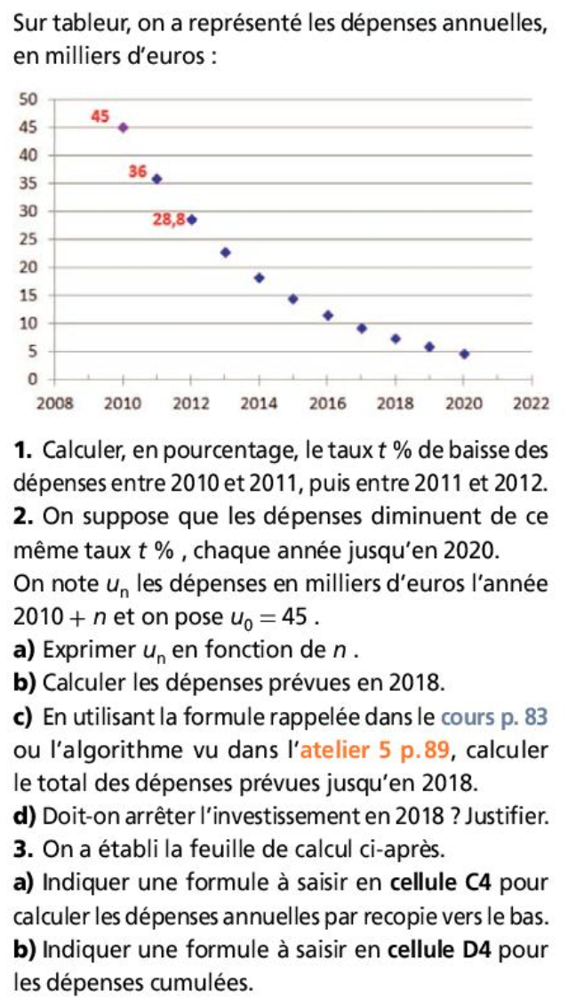 Sur tableur, on a représenté les dépenses annuelles,
en milliers d'euros :
50
45
40
35
30
25
20
15
10
5
0
45
36
28,8
2008 2010 2012 2014 2016 2018 2020 2022
1. Calculer, en pourcentage, le taux t % de baisse des
dépenses entre 2010 et 2011, puis entre 2011 et 2012.
2. On suppose que les dépenses diminuent de ce
même taux t % , chaque année jusqu'en 2020.
On note uₙ les dépenses en milliers d'euros l'année
2010 + n et on pose u₀ = 45 .
a) Exprimer uₙ en fonction de n .
b) Calculer les dépenses prévues en 2018.
c) En utilisant la formule rappelée dans le cours p. 83
ou l'algorithme vu dans l'atelier 5 p.89, calculer
le total des dépenses prévues jusqu'en 2018.
d) Doit-on arrêter l'investissement en 2018 ? Justifier.
3. On a établi la feuille de calcul ci-après.
a) Indiquer une formule à saisir en cellule C4 pour
calculer les dépenses annuelles par recopie vers le bas.
b) Indiquer une formule à saisir en cellule D4 pour
les dépenses cumulées.